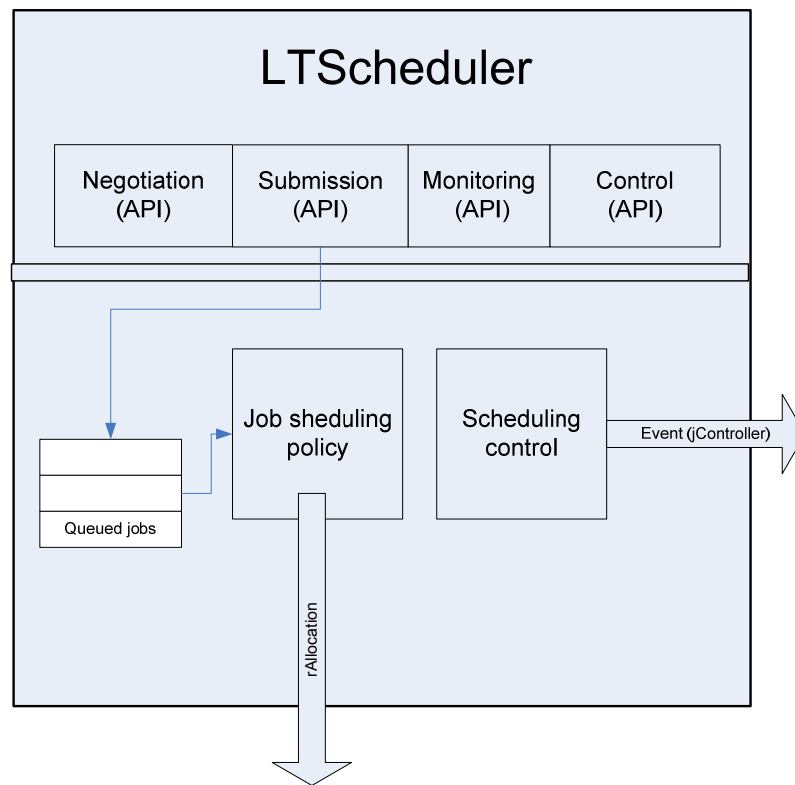 LTScheduler
Negotiation
(API)
Submission
(API)
Monitoring
(API)
Control
(API)
Job sheduling
policy
Scheduling
control
Event (jController)
Queued jobs
rAllocation